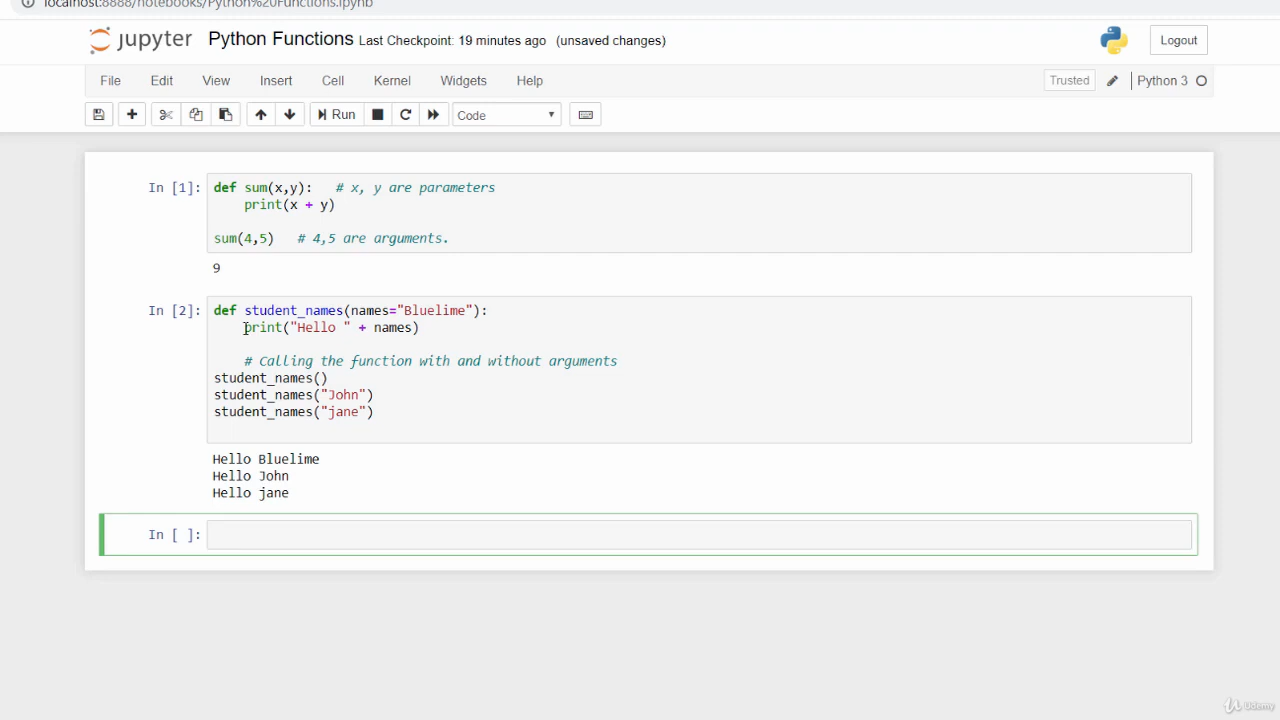 localhost:8888/notebooks/Python%20Functions.ipynb
jupyter Python Functions Last Checkpoint: 19 minutes ago (unsaved changes) Logout
File Edit View Insert Cell Kernel Widgets Help Trusted Python 3
Run Code
In [1]: def sum(x,y):   # x, y are parameters
    print(x + y)
sum(4,5)   # 4,5 are arguments.
9
In [2]: def student_names(names="Bluelime"):
    print("Hello " + names)
    # Calling the function with and without arguments
student_names()
student_names("John")
student_names("jane")
Hello Bluelime
Hello John
Hello jane
In [ ]:
Udemy